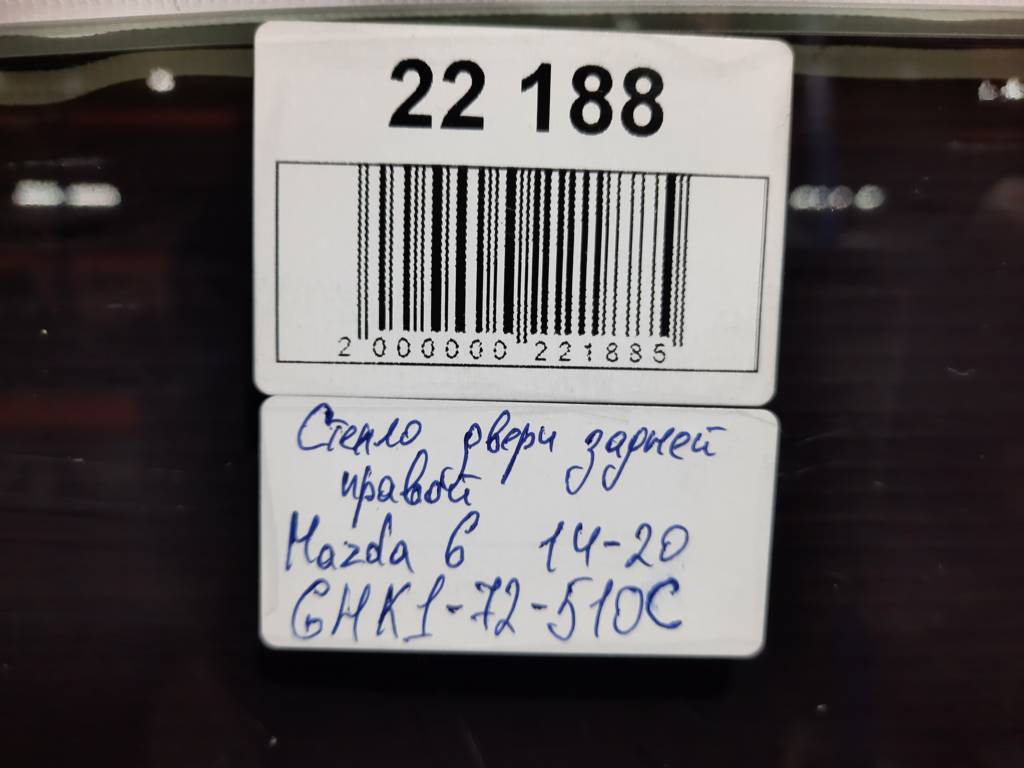 22 188
2 000000 221885
Стекло двери задней
правой
Mazda 6 14-20
GHK1-72-510C